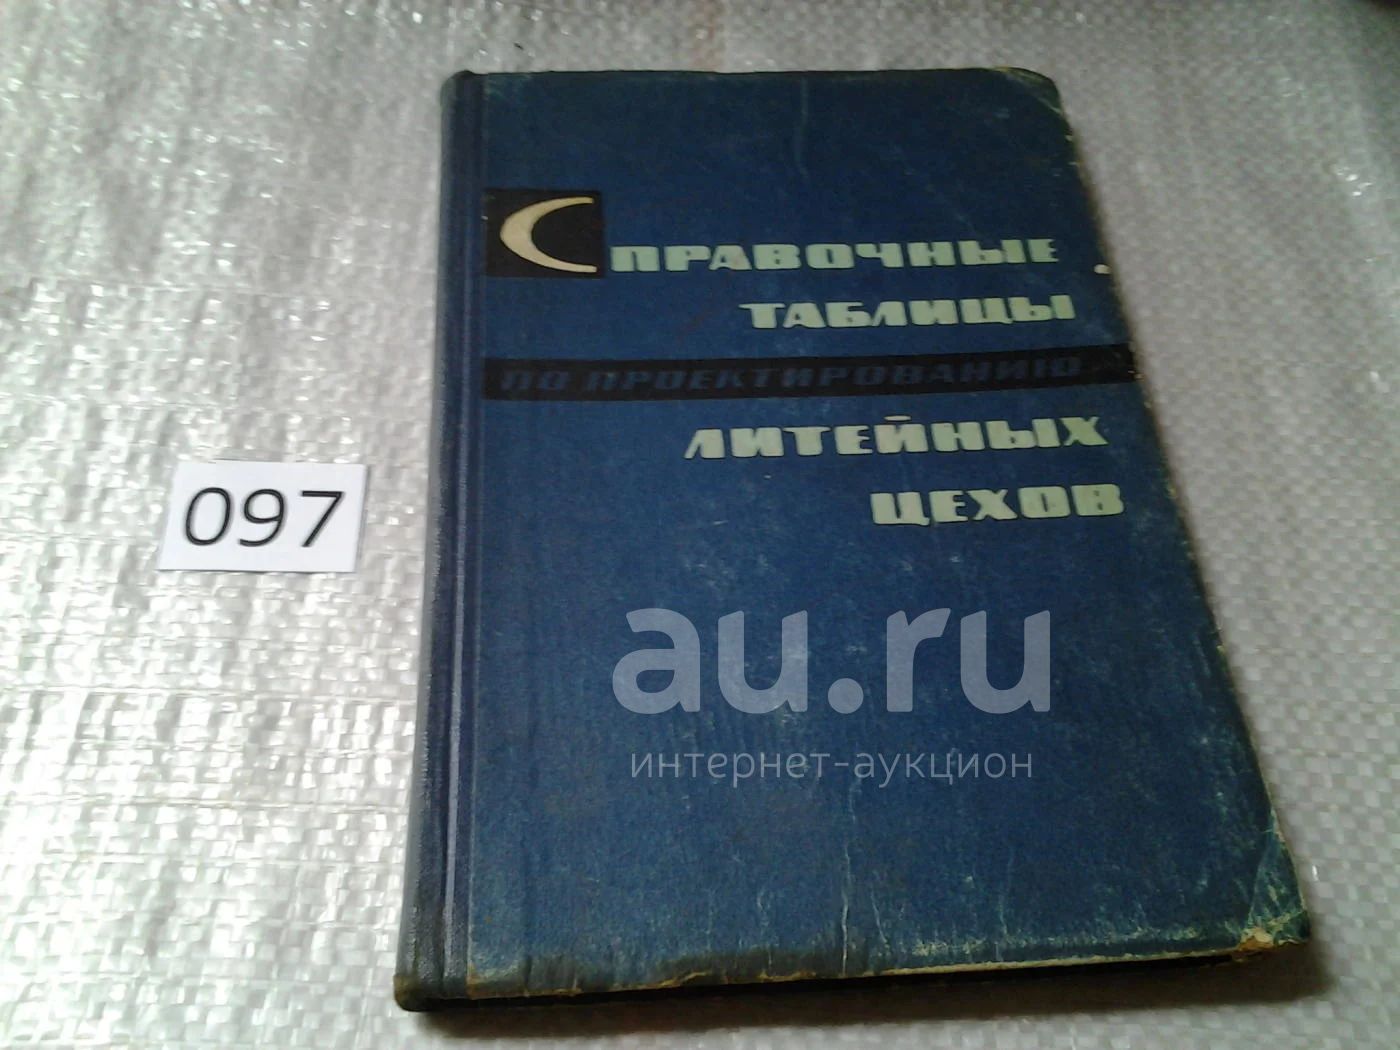 СПРАВОЧНЫЕ
ТАБЛИЦЫ
ПО ПРОЕКТИРОВАНИЮ
ЛИТЕЙНЫХ
ЦЕХОВ
097
au.ru
интернет-аукцион